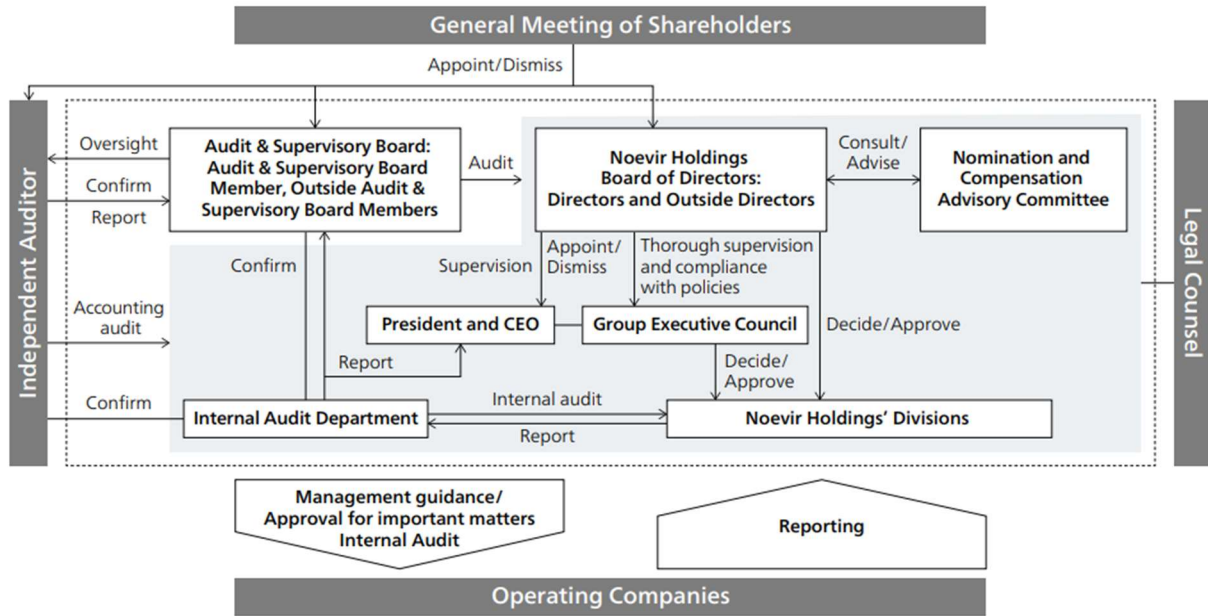 General Meeting of Shareholders
Appoint/Dismiss
Independent Auditor
Oversight
Confirm
Report
Audit & Supervisory Board:
Audit & Supervisory Board
Member, Outside Audit &
Supervisory Board Members
Audit
Noevir Holdings
Board of Directors:
Directors and Outside Directors
Consult/
Advise
Nomination and
Compensation
Advisory Committee
Legal Counsel
Confirm
Supervision
Appoint/
Dismiss
Thorough supervision
and compliance
with policies
Accounting
audit
President and CEO
Group Executive Council
Decide/Approve
Report
Decide/
Approve
Confirm
Internal Audit Department
Internal audit
Report
Noevir Holdings’ Divisions
Management guidance/
Approval for important matters
Internal Audit
Reporting
Operating Companies